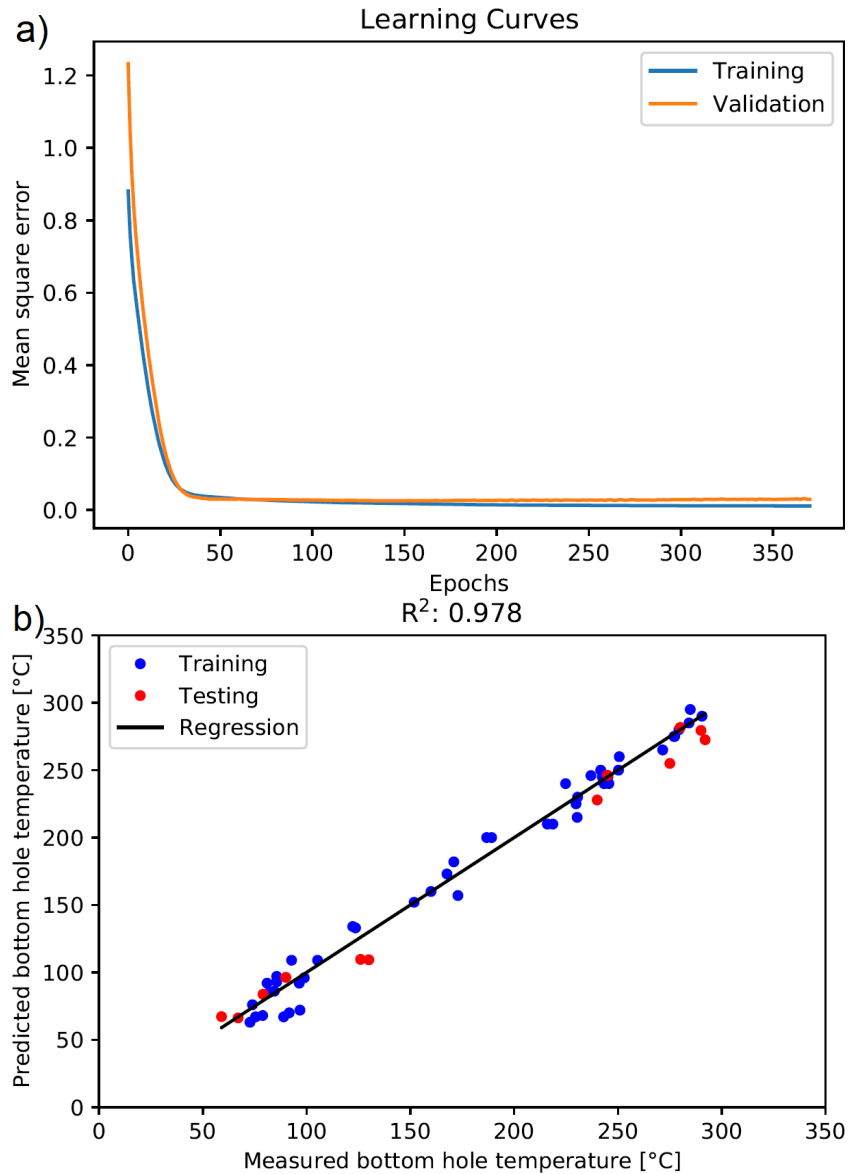 a)
Learning Curves
Training
Validation
Mean square error
1.2
1.0
0.8
0.6
0.4
0.2
0.0
0 50 100 150 200 250 300 350
Epochs
b)
R²: 0.978
Training
Testing
Regression
Predicted bottom hole temperature [°C]
350
300
250
200
150
100
50
0
0 50 100 150 200 250 300 350
Measured bottom hole temperature [°C]